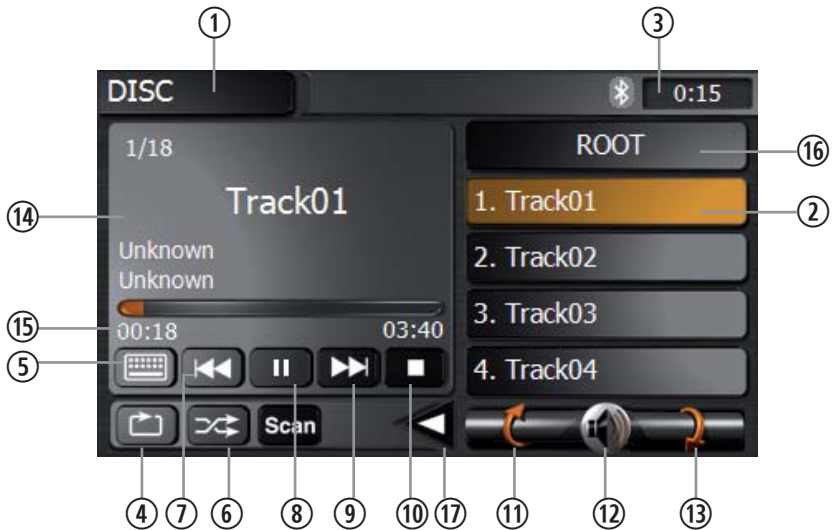 ① ③
DISC 0:15
1/18 ROOT ⑯
⑭ Track01 1. Track01 ②
Unknown 2. Track02
Unknown
⑮ 00:18 03:40 3. Track03
⑤ 4. Track04
Scan
④ ⑦ ⑥ ⑧ ⑨ ⑩ ⑰ ⑪ ⑫ ⑬